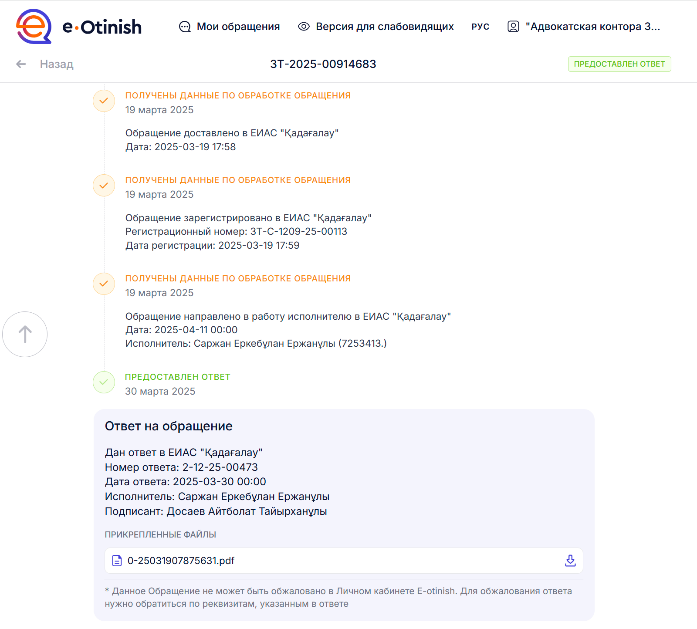 e·Otinish
Мои обращения
Версия для слабовидящих
РУС
"Адвокатская контора З...
Назад
ЗТ-2025-00914683
ПРЕДОСТАВЛЕН ОТВЕТ
ПОЛУЧЕНЫ ДАННЫЕ ПО ОБРАБОТКЕ ОБРАЩЕНИЯ
19 марта 2025
Обращение доставлено в ЕИАС "Қадағалау"
Дата: 2025-03-19 17:58
ПОЛУЧЕНЫ ДАННЫЕ ПО ОБРАБОТКЕ ОБРАЩЕНИЯ
19 марта 2025
Обращение зарегистрировано в ЕИАС "Қадағалау"
Регистрационный номер: ЗТ-С-1209-25-00113
Дата регистрации: 2025-03-19 17:59
ПОЛУЧЕНЫ ДАННЫЕ ПО ОБРАБОТКЕ ОБРАЩЕНИЯ
19 марта 2025
Обращение направлено в работу исполнителю в ЕИАС "Қадағалау"
Дата: 2025-04-11 00:00
Исполнитель: Саржан Еркебұлан Ержанұлы (7253413.)
ПРЕДОСТАВЛЕН ОТВЕТ
30 марта 2025
Ответ на обращение
Дан ответ в ЕИАС "Қадағалау"
Номер ответа: 2-12-25-00473
Дата ответа: 2025-03-30 00:00
Исполнитель: Саржан Еркебұлан Ержанұлы
Подписант: Досаев Айтболат Тайырханұлы
ПРИКРЕПЛЕННЫЕ ФАЙЛЫ
0-25031907875631.pdf
* Данное Обращение не может быть обжаловано в Личном кабинете E-otinish. Для обжалования ответа
нужно обратиться по реквизитам, указанным в ответе